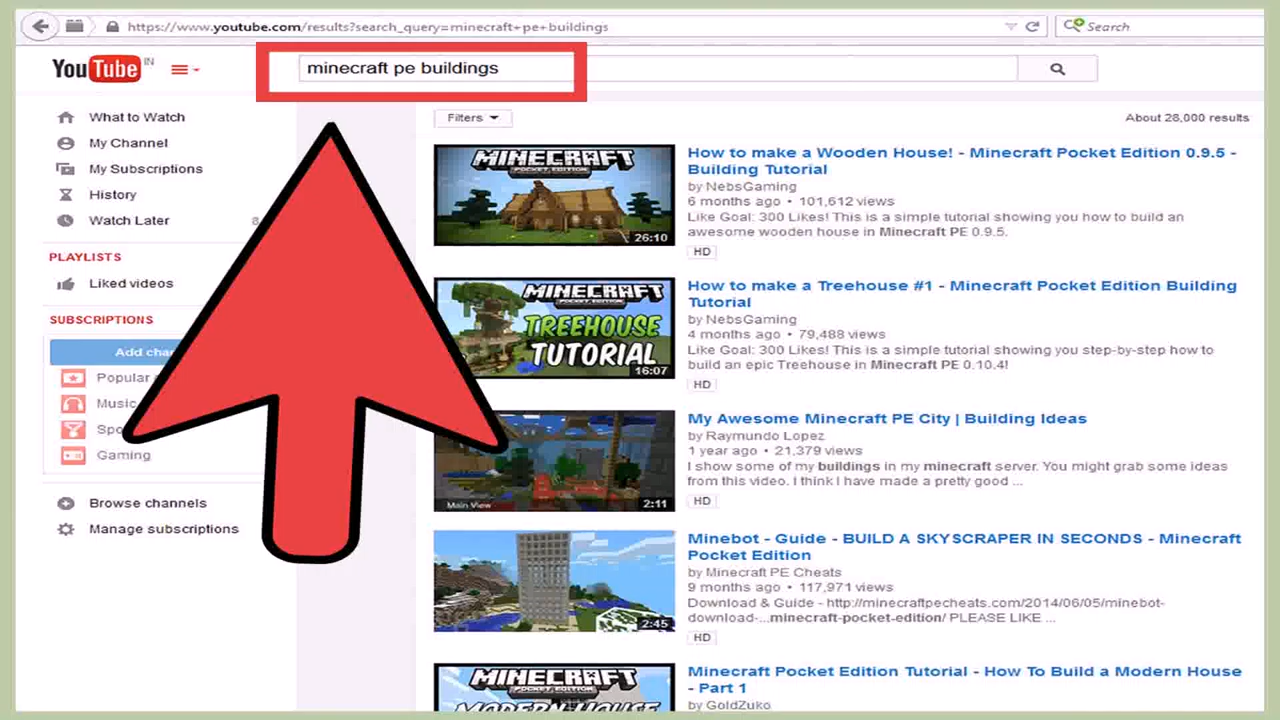 https://www.youtube.com/results?search_query=minecraft+pe+buildings
Search
YouTube IN
minecraft pe buildings
What to Watch
My Channel
My Subscriptions
History
Watch Later
8
PLAYLISTS
Liked videos
SUBSCRIPTIONS
Add cha
Popular
Music
Spo
Gaming
Browse channels
Manage subscriptions
Filters
About 28,000 results
MINECRAFT
POCKET EDITION
26:10
How to make a Wooden House! - Minecraft Pocket Edition 0.9.5 -
Building Tutorial
by NebsGaming
6 months ago • 101,612 views
Like Goal: 300 Likes! This is a simple tutorial showing you how to build an
awesome wooden house in Minecraft PE 0.9.5.
HD
MINECRAFT
POCKET EDITION
TREEHOUSE
TUTORIAL
16:07
How to make a Treehouse #1 - Minecraft Pocket Edition Building
Tutorial
by NebsGaming
4 months ago • 79,488 views
Like Goal: 300 Likes! This is a simple tutorial showing you step-by-step how to
build an epic Treehouse in Minecraft PE 0.10.4!
HD
Main View
2:11
My Awesome Minecraft PE City | Building Ideas
by Raymundo Lopez
1 year ago • 21,379 views
I show some of my buildings in my minecraft server. You might grab some ideas
from this video. I think I have made a pretty good ...
HD
2:45
Minebot - Guide - BUILD A SKYSCRAPER IN SECONDS - Minecraft
Pocket Edition
by Minecraft PE Cheats
9 months ago • 117,971 views
Download & Guide - http://minecraftpecheats.com/2014/06/05/minebot-
download-...minecraft-pocket-edition/ PLEASE LIKE ...
HD
MINECRAFT
POCKET EDITION
MODERN HOUSE
Minecraft Pocket Edition Tutorial - How To Build a Modern House
- Part 1
by GoldZuko